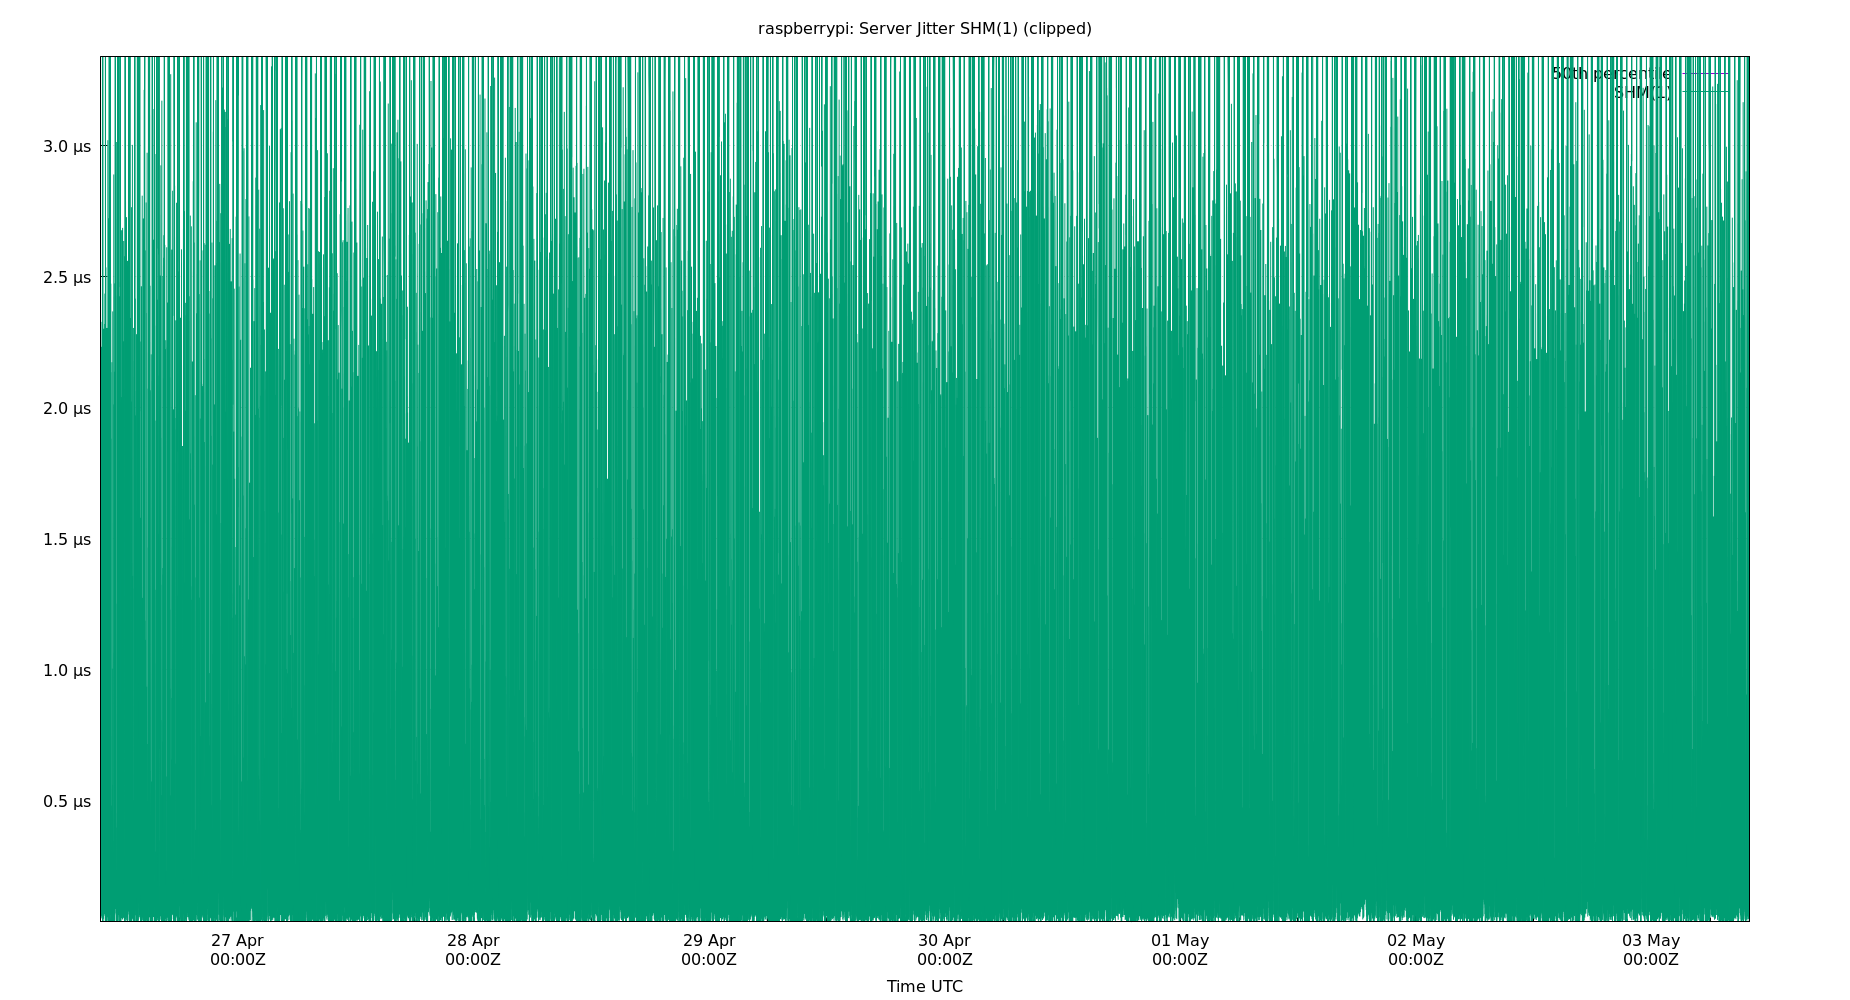 raspberrypi: Server Jitter SHM(1) (clipped)
50th percentile
SHM(1)
3.0 µs
2.5 µs
2.0 µs
1.5 µs
1.0 µs
0.5 µs
27 Apr 28 Apr 29 Apr 30 Apr 01 May 02 May 03 May
00:00Z 00:00Z 00:00Z 00:00Z 00:00Z 00:00Z 00:00Z
Time UTC